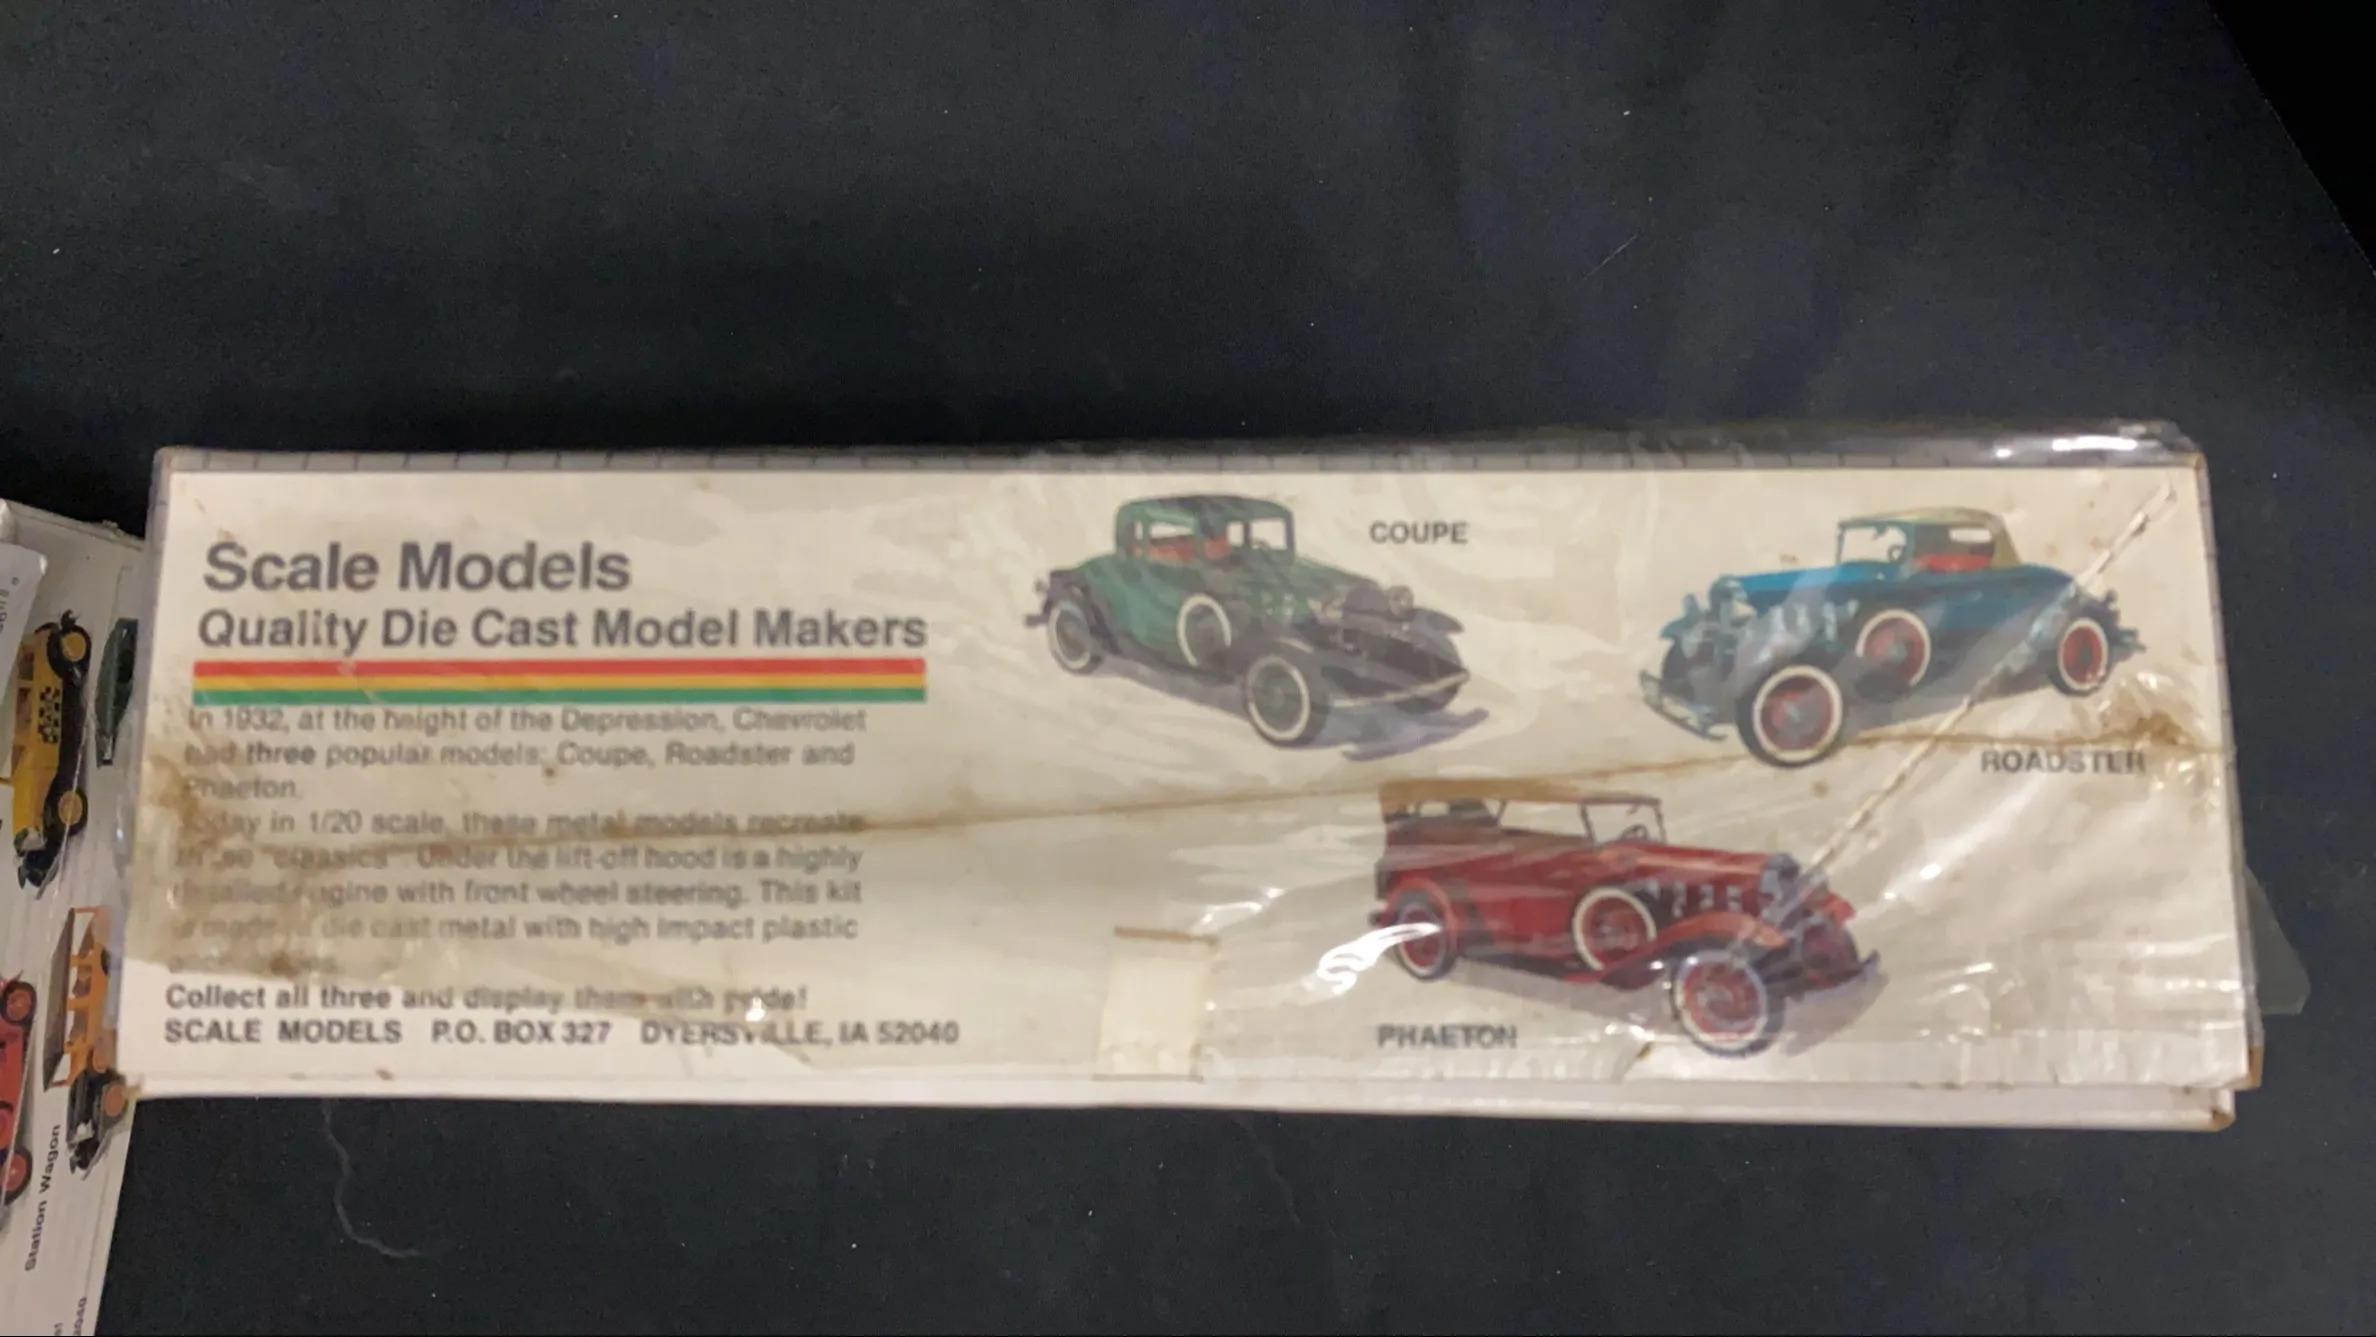 Scale Models
Quality Die Cast Model Makers
In 1932, at the height of the Depression, Chevrolet
had three popular models: Coupe, Roadster and
Phaeton.
Today in 1/20 scale, these metal models recreate
"classics". Under the lift-off hood is a highly
engine with front wheel steering. This kit
is made die cast metal with high impact plastic
Collect all three and display them with pride!
SCALE MODELS P.O. BOX 327 DYERSVILLE, IA 52040
COUPE
ROADSTER
PHAETON
Station Wagon